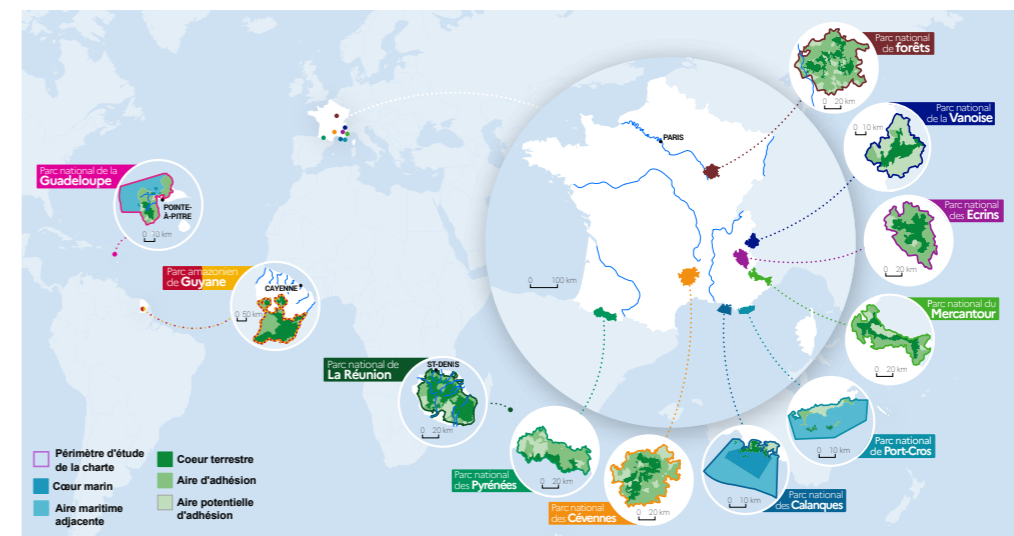 Parc national
de forêts
0 20 km
Parc national
de la Vanoise
0 10 km
PARIS
Parc national de la
Guadeloupe
POINTE-
À-PITRE
0 10 km
Parc national
des Ecrins
0 20 km
Parc amazonien
de Guyane
CAYENNE
0 50 km
0 100 km
Parc national du
Mercantour
0 20 km
Parc national de
La Réunion
ST-DENIS
0 20 km
Parc national
de Port-Cros
0 10 km
Parc national
des Pyrénées
0 20 km
Parc national
des Cévennes
0 20 km
Parc national
des Calanques
0 10 km
Périmètre d'étude
de la charte
Cœur marin
Aire maritime
adjacente
Coeur terrestre
Aire d'adhésion
Aire potentielle
d'adhésion